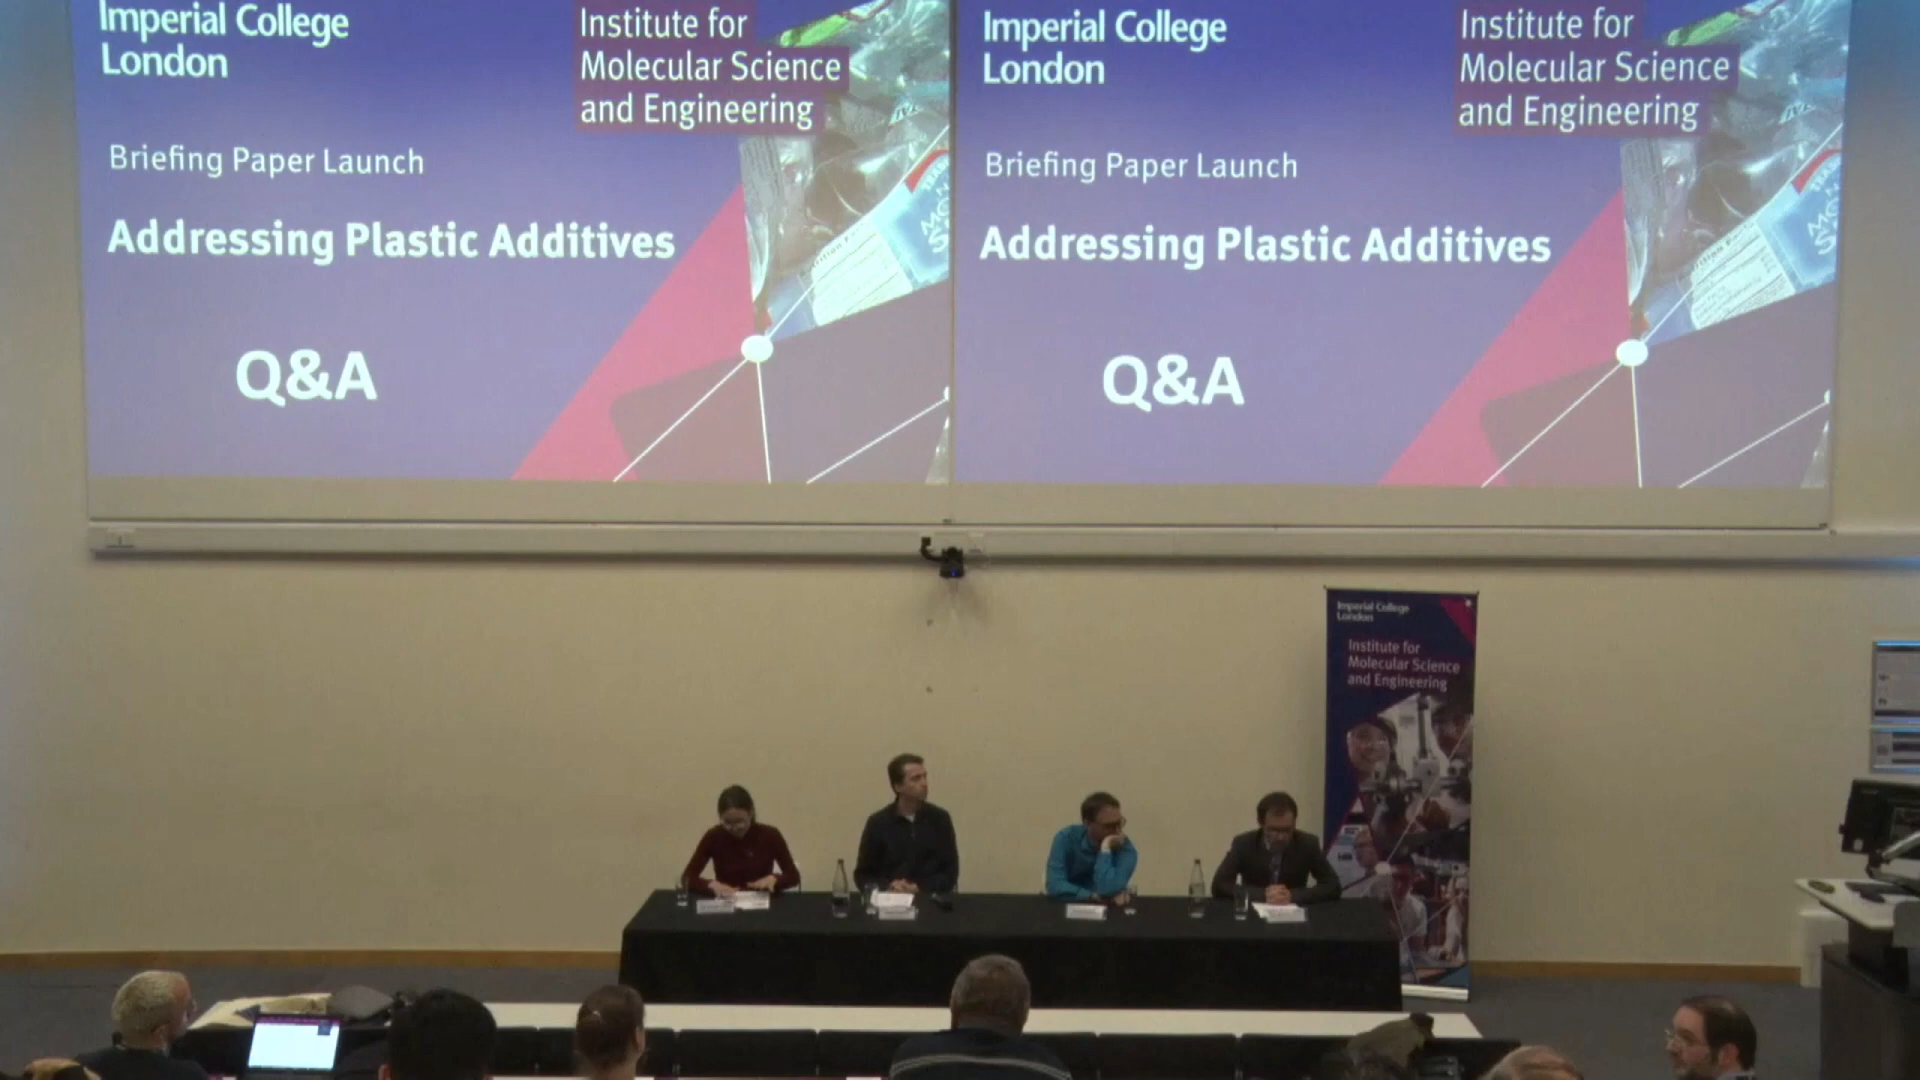 Imperial College
London
Institute for
Molecular Science
and Engineering
Briefing Paper Launch
Addressing Plastic Additives
Q&A
Imperial College
London
Institute for
Molecular Science
and Engineering
Briefing Paper Launch
Addressing Plastic Additives
Q&A
Imperial College
London
Institute for
Molecular Science
and Engineering